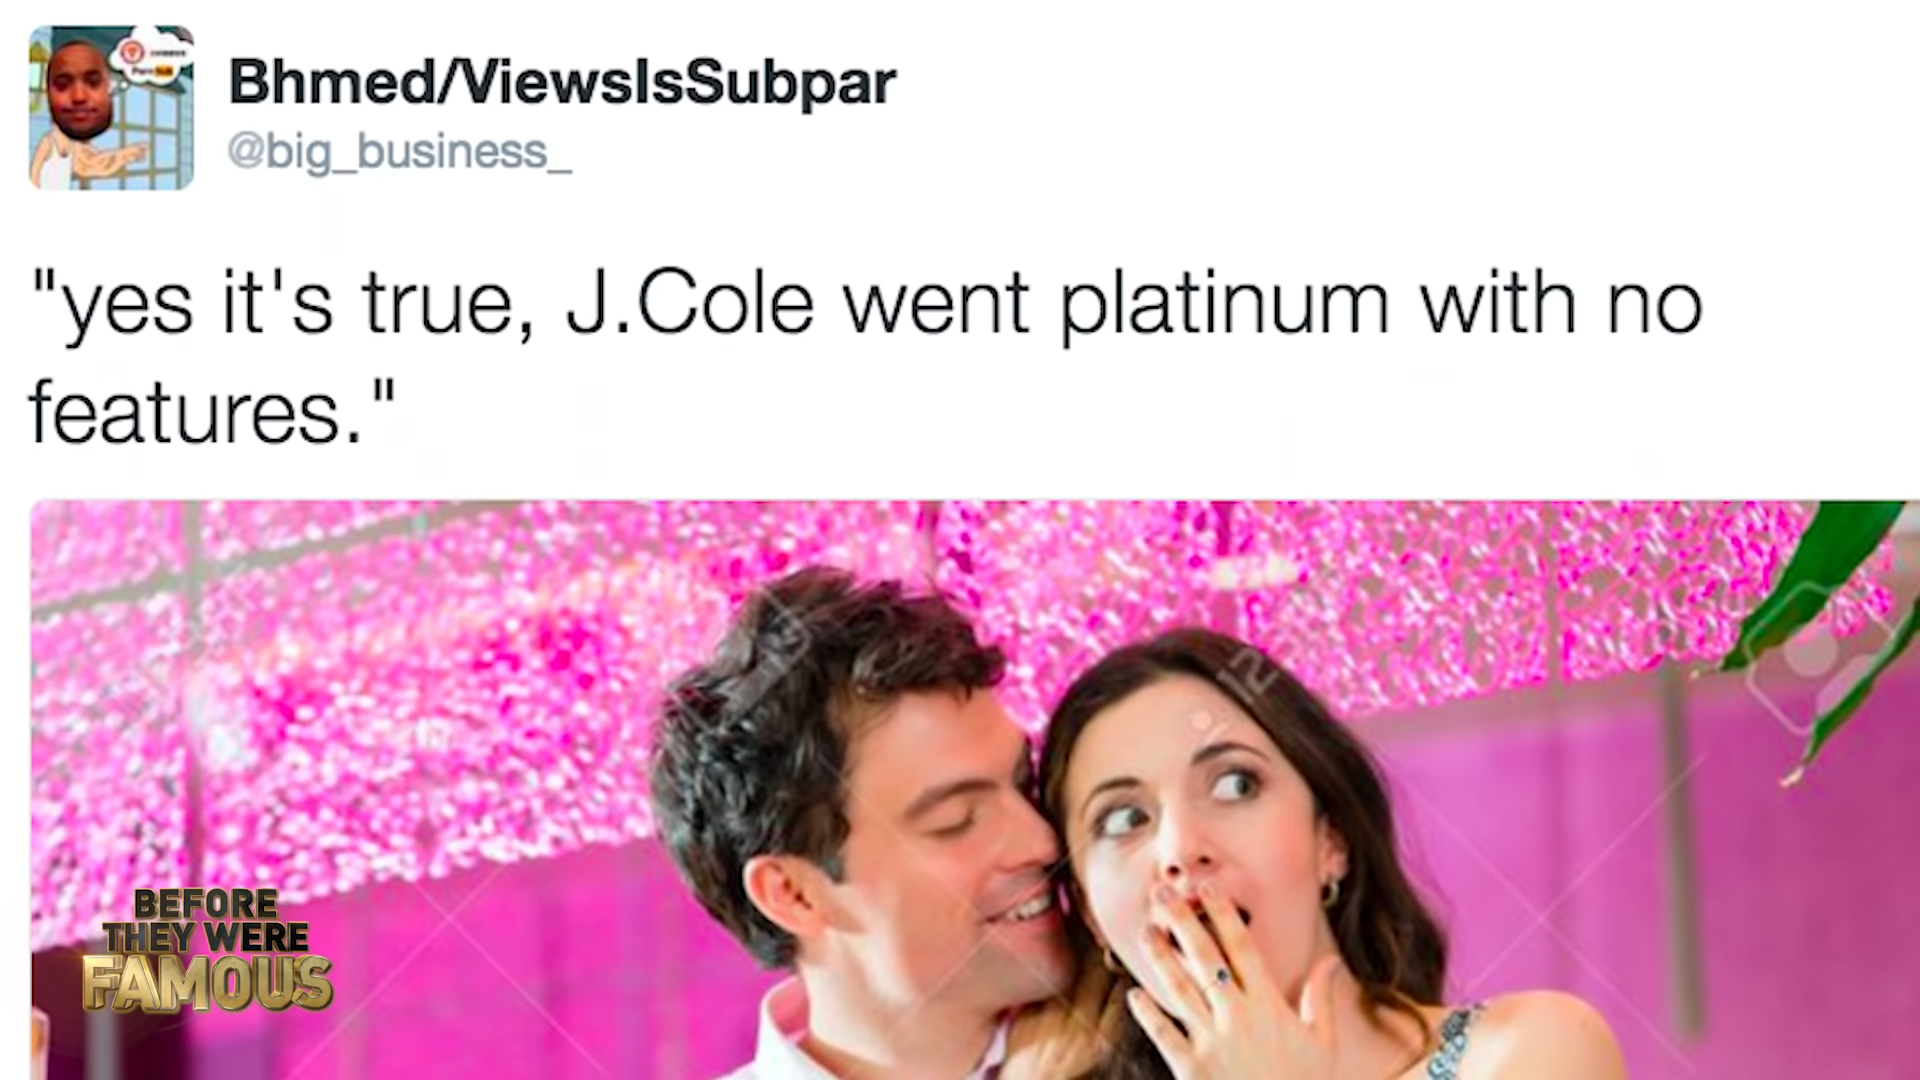 Bhmed/ViewsIsSubpar
@big_business_
"yes it's true, J.Cole went platinum with no
features."
BEFORE
THEY WERE
FAMOUS